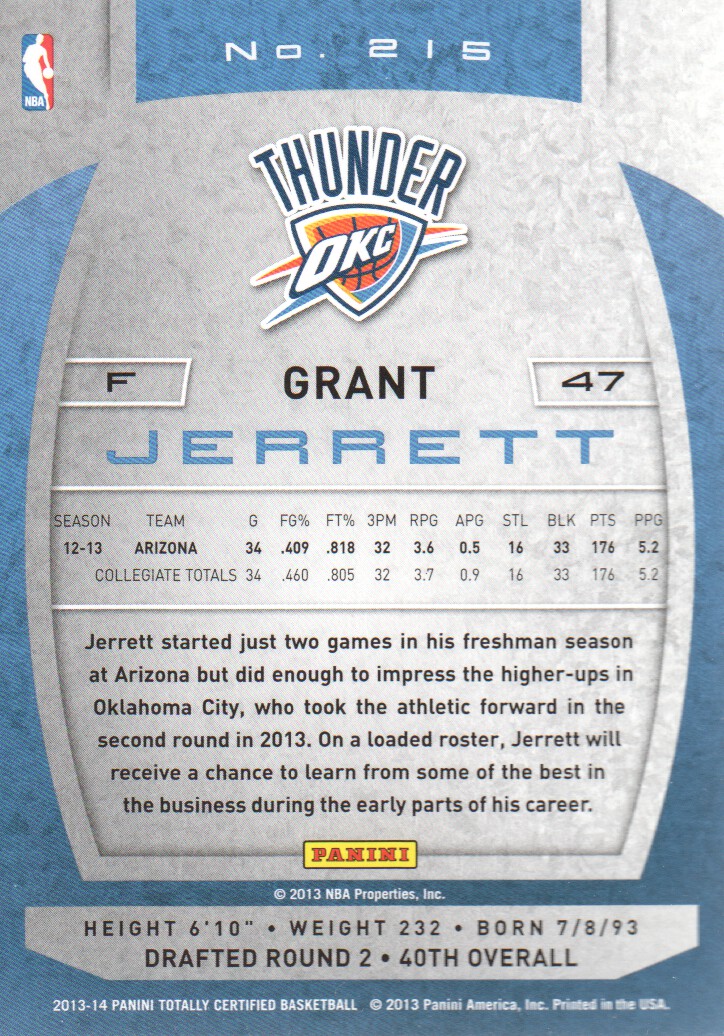 No. 215
NBA
THUNDER
OKC
F GRANT 47
JERRETT
SEASON TEAM G FG% FT% 3PM RPG APG STL BLK PTS PPG
12-13 ARIZONA 34 .409 .818 32 3.6 0.5 16 33 176 5.2
COLLEGIATE TOTALS 34 .460 .805 32 3.7 0.9 16 33 176 5.2
Jerrett started just two games in his freshman season
at Arizona but did enough to impress the higher-ups in
Oklahoma City, who took the athletic forward in the
second round in 2013. On a loaded roster, Jerrett will
receive a chance to learn from some of the best in
the business during the early parts of his career.
PANINI
© 2013 NBA Properties, Inc.
HEIGHT 6'10" • WEIGHT 232 • BORN 7/8/93
DRAFTED ROUND 2 • 40TH OVERALL
2013-14 PANINI TOTALLY CERTIFIED BASKETBALL © 2013 Panini America, Inc. Printed in the USA.